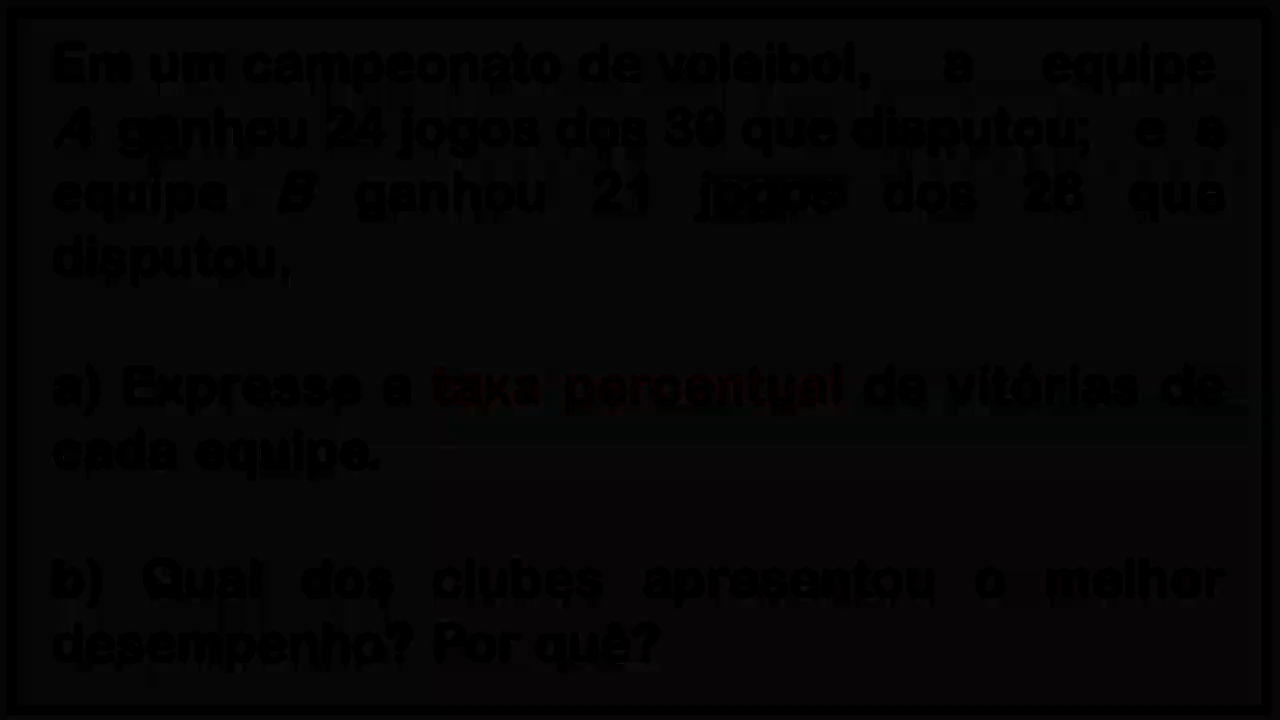 Em um campeonato de voleibol, a equipe
A ganhou 24 jogos dos 30 que disputou; e a
equipe B ganhou 21 jogos dos 28 que
disputou,
a) Expresse a taxa percentual de vitórias de
cada equipe.
b) Qual dos clubes apresentou o melhor
desempenho? Por quê?